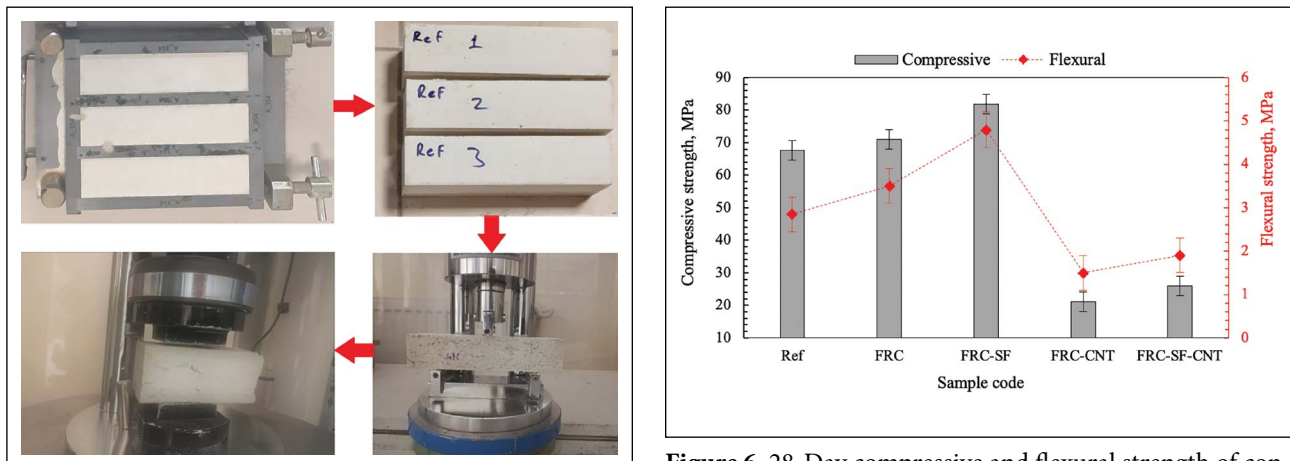 Ref 1
Ref 2
Ref 3
Compressive
Flexural
90
80
70
60
50
40
30
20
10
Compressive strength, MPa
6
5
4
3
2
1
0
Flexural strength, MPa
Ref
FRC
FRC-SF
FRC-CNT
FRC-SF-CNT
Sample code
Figure 6. 28-Day compressive and flexural strength of con-